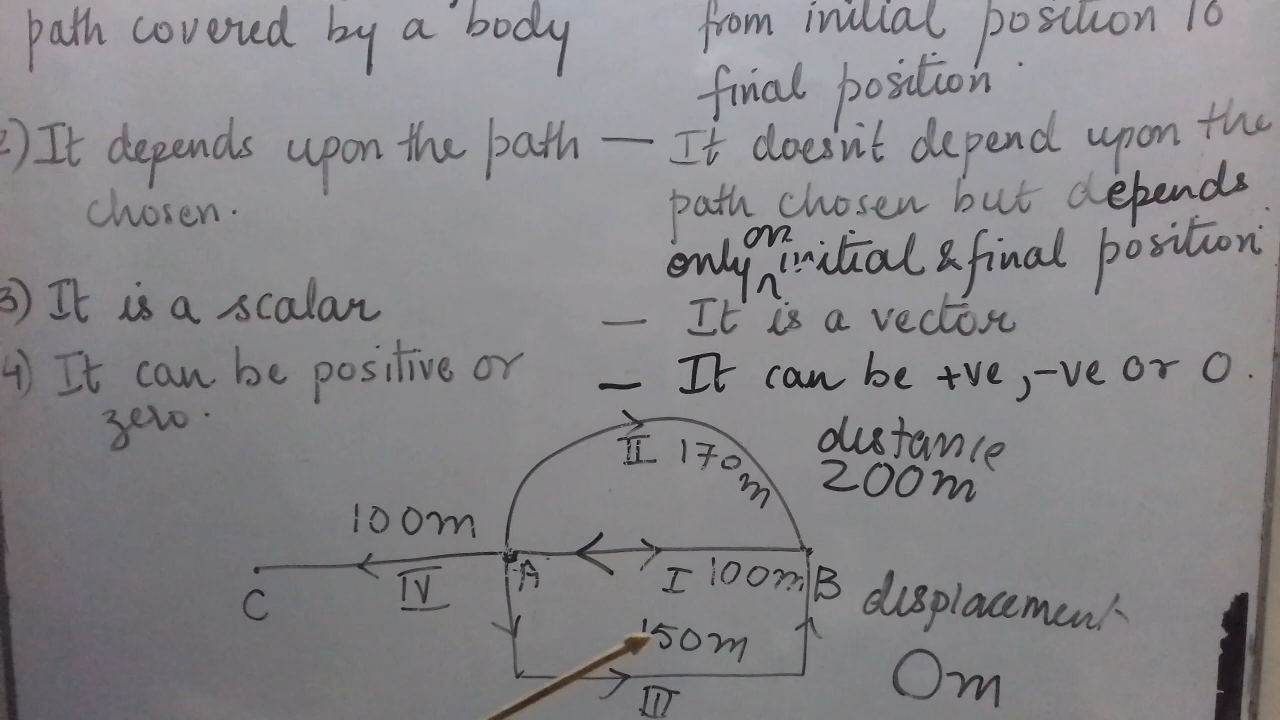 path covered by a body
from initial position to
final position.
2) It depends upon the path — It doesn't depend upon the
chosen.
path chosen but depends
on
only initial & final position
3) It is a scalar — It is a vector
4) It can be positive or — It can be +ve, -ve or 0.
zero.
II 170m
distance
200m
100m
IV
C
A
I 100m
B
displacement
0m
150m
III